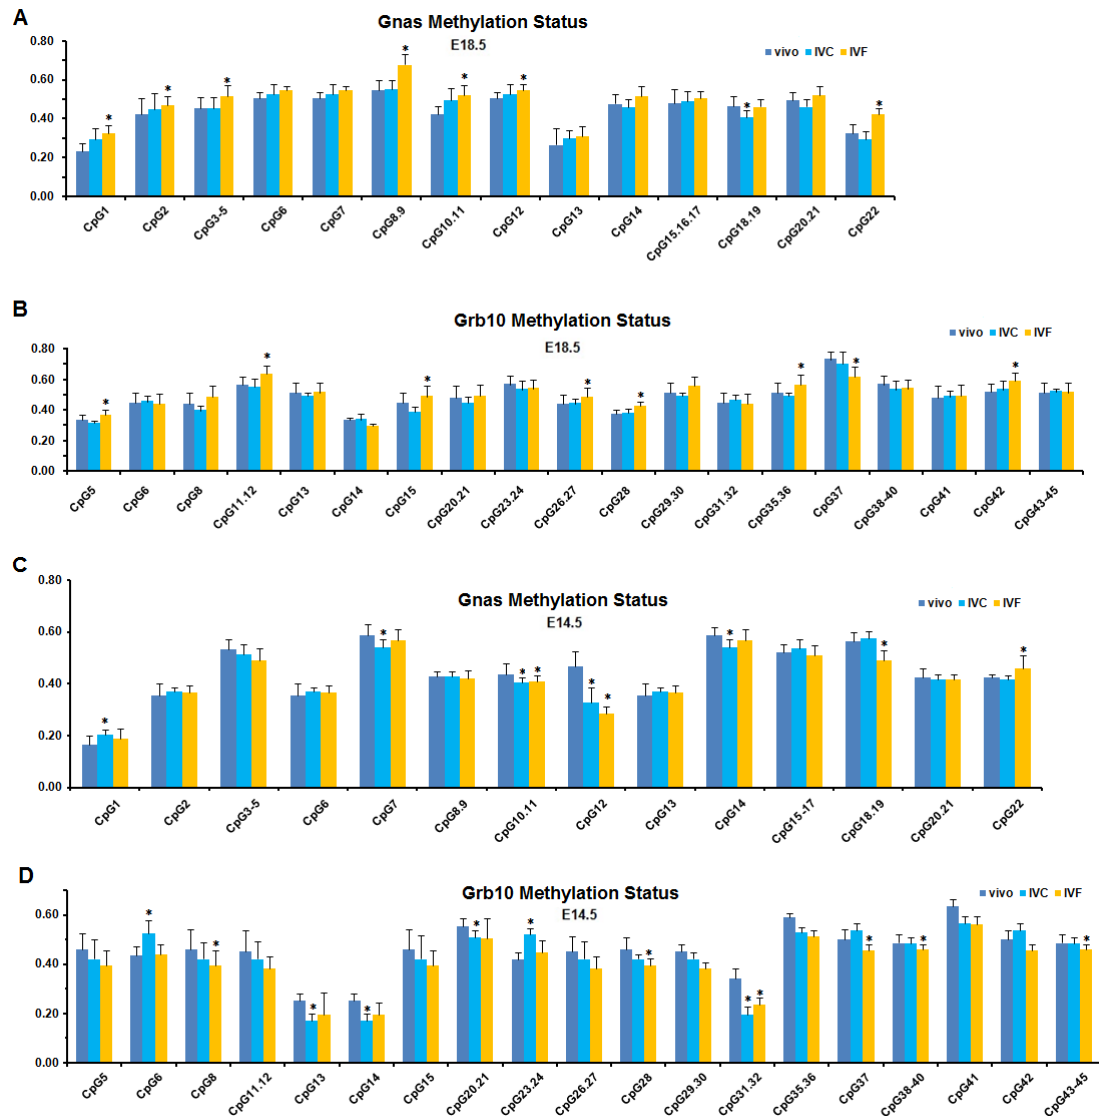 A
Gnas Methylation Status
E18.5
vivo IVC IVF
0.80
0.60
0.40
0.20
0.00
* * * * * * * *
CpG1 CpG2 CpG3-5 CpG6 CpG7 CpG8.9 CpG10.11 CpG12 CpG13 CpG14 CpG15.16.17 CpG18.19 CpG20.21 CpG22
B
Grb10 Methylation Status
E18.5
vivo IVC IVF
0.80
0.60
0.40
0.20
0.00
* * * * * * * *
CpG5 CpG6 CpG8 CpG11.12 CpG13 CpG14 CpG15 CpG20.21 CpG23.24 CpG26.27 CpG28 CpG29.30 CpG31.32 CpG35.36 CpG37 CpG38-40 CpG41 CpG42 CpG43-45
C
Gnas Methylation Status
E14.5
vivo IVC IVF
0.80
0.60
0.40
0.20
0.00
* * * * * * * * *
CpG1 CpG2 CpG3-5 CpG6 CpG7 CpG8.9 CpG10.11 CpG12 CpG13 CpG14 CpG15-17 CpG18.19 CpG20.21 CpG22
D
Grb10 Methylation Status
E14.5
vivo IVC IVF
0.60
0.40
0.20
0.00
* * * * * * * * * * * *
CpG5 CpG6 CpG8 CpG11.12 CpG13 CpG14 CpG15 CpG20.21 CpG23.24 CpG26.27 CpG28 CpG29.30 CpG31.32 CpG35.36 CpG37 CpG38-40 CpG41 CpG42 CpG43-45